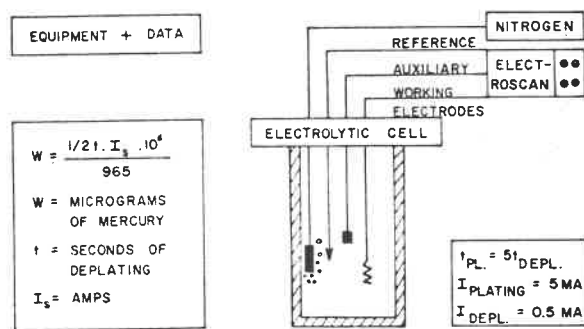 EQUIPMENT + DATA
NITROGEN
REFERENCE
AUXILIARY
WORKING
ELECTRODES
ELECT-
ROSCAN
ELECTROLYTIC CELL
W = 1/2 t . I_s . 10^6
965
W = MICROGRAMS
OF MERCURY
t = SECONDS OF
DEPLATING
I_s = AMPS
t_PL. = 5t_DEPL.
I_PLATING = 5 MA
I_DEPL. = 0.5 MA